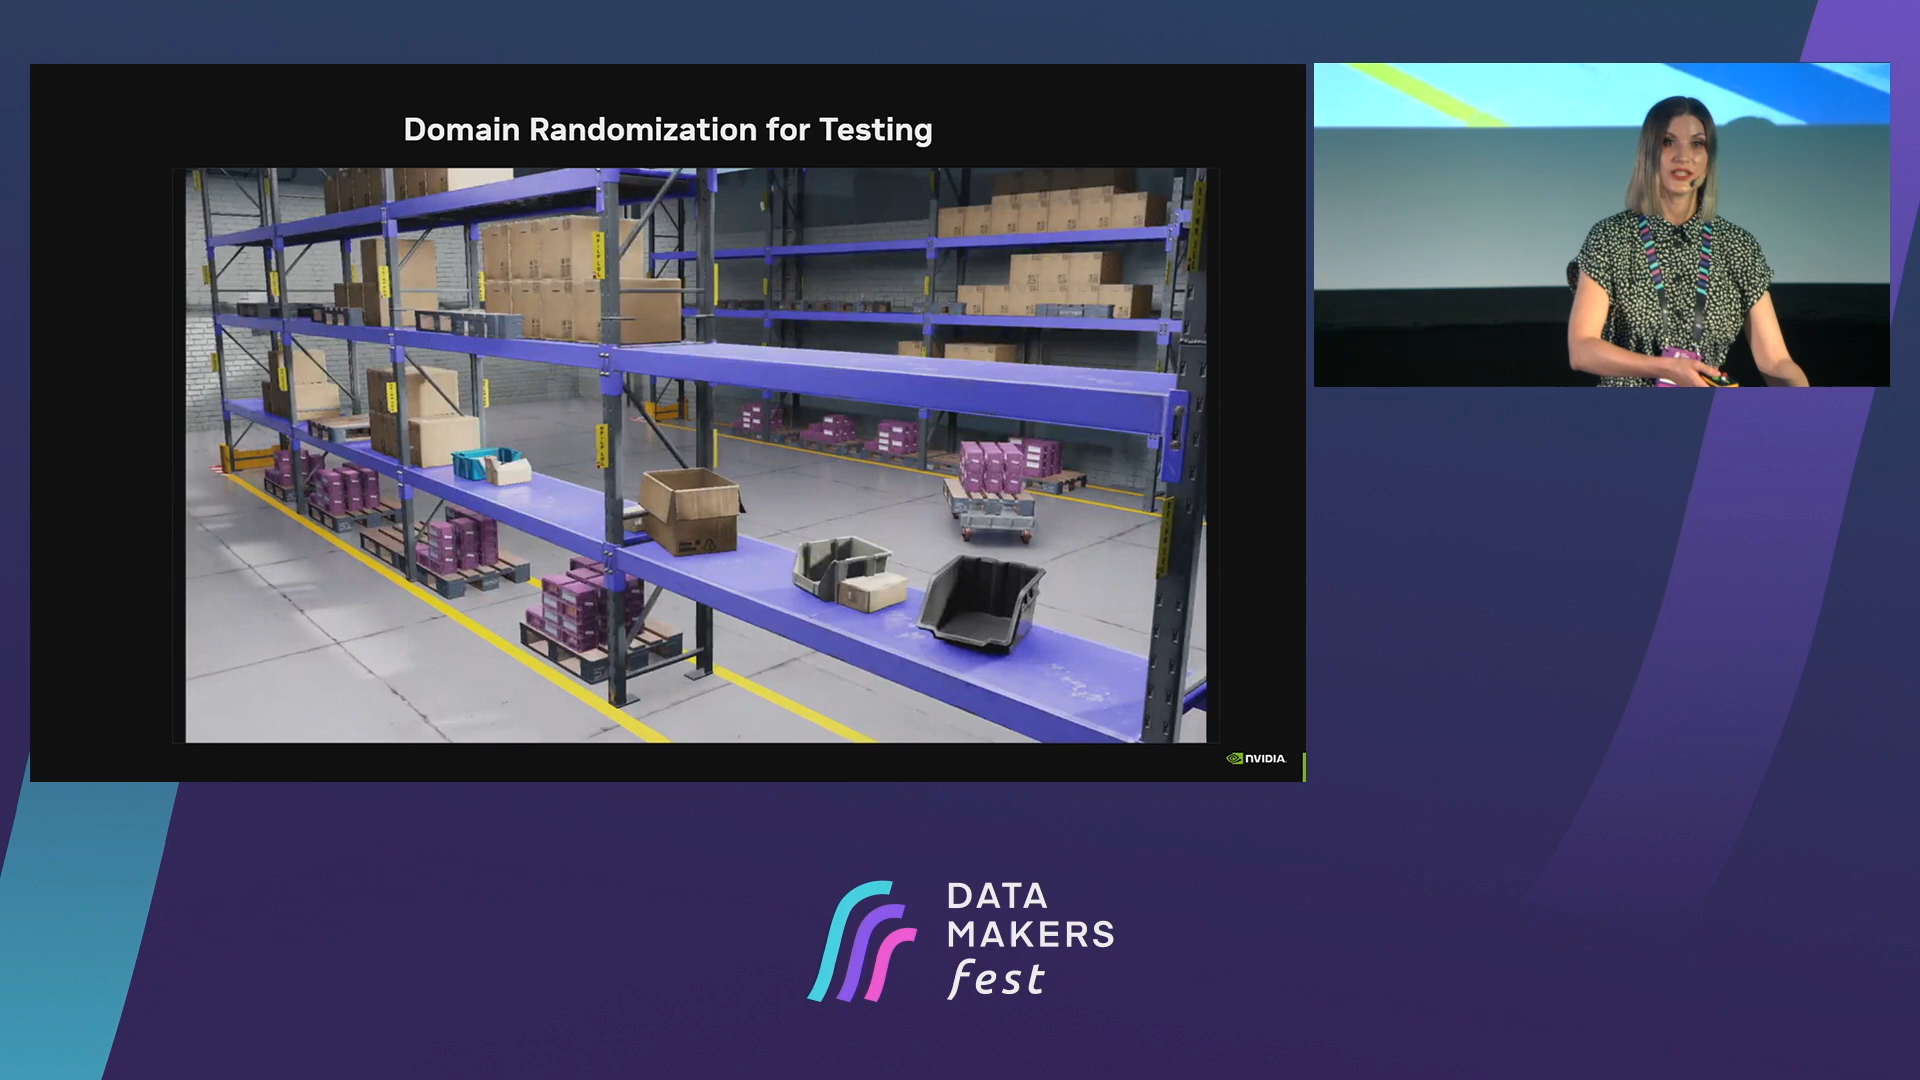 Domain Randomization for Testing
NVIDIA
DATA
MAKERS
fest